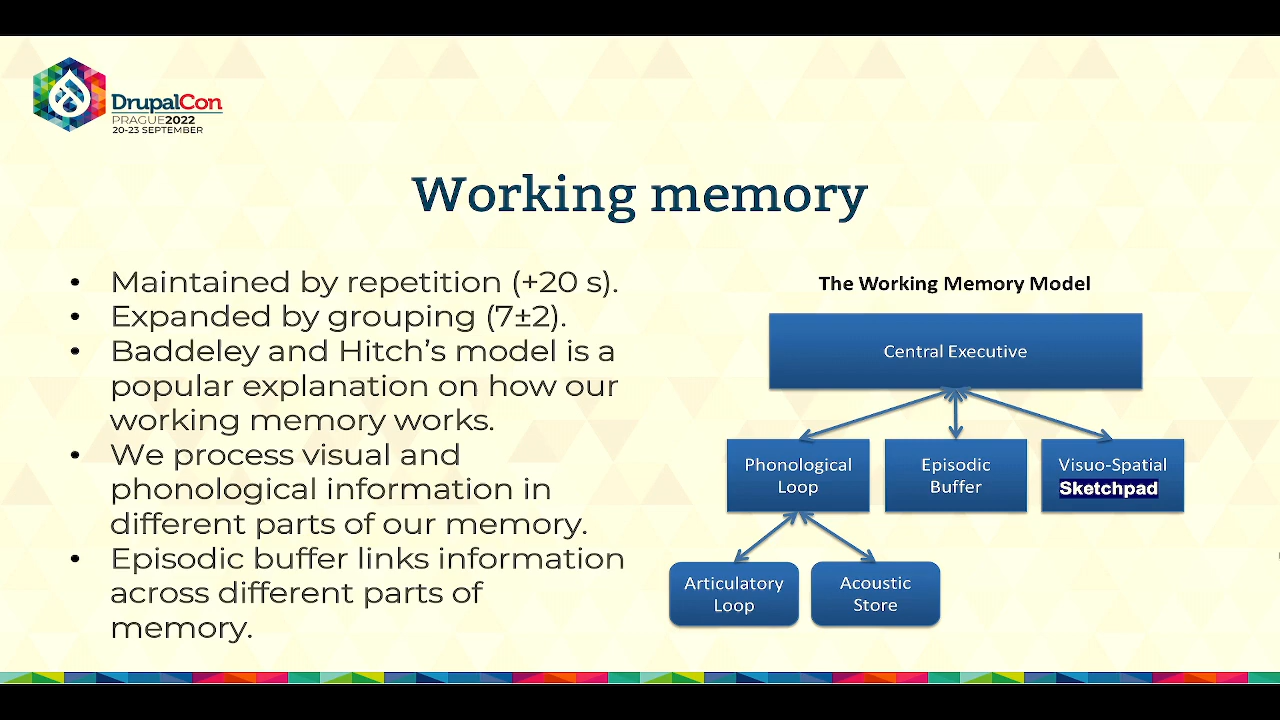 DrupalCon
PRAGUE2022
20-23 SEPTEMBER
Working memory
• Maintained by repetition (+20 s).
• Expanded by grouping (7±2).
• Baddeley and Hitch’s model is a
popular explanation on how our
working memory works.
• We process visual and
phonological information in
different parts of our memory.
• Episodic buffer links information
across different parts of
memory.
The Working Memory Model
Central Executive
Phonological
Loop
Episodic
Buffer
Visuo-Spatial
Sketchpad
Articulatory
Loop
Acoustic
Store